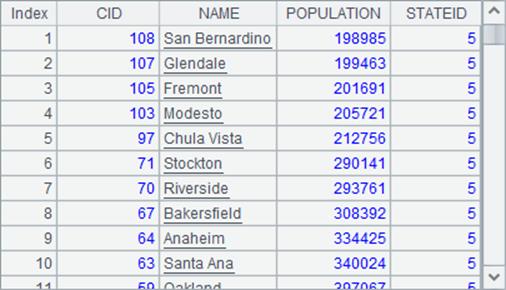 Index CID NAME POPULATION STATEID
1 108 San Bernardino 198985 5
2 107 Glendale 199463 5
3 105 Fremont 201691 5
4 103 Modesto 205721 5
5 97 Chula Vista 212756 5
6 71 Stockton 290141 5
7 70 Riverside 293761 5
8 67 Bakersfield 308392 5
9 64 Anaheim 334425 5
10 63 Santa Ana 340024 5
11 59 Oakland 397067 5